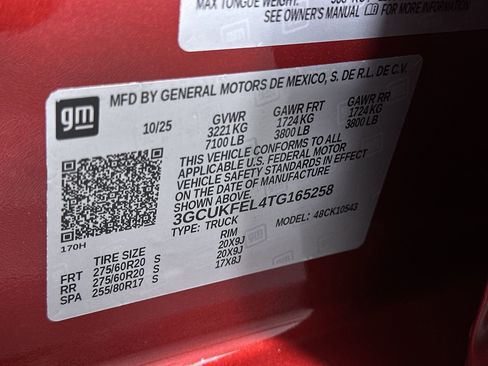 MAX TONGUE WEIGHT:
SEE OWNER'S MANUAL FOR MORE INFORMATION
gm
MFD BY GENERAL MOTORS DE MEXICO, S. DE R.L. DE C.V.
10/25 GVWR GAWR FRT GAWR RR
3221 KG 1724 KG 1724 KG
7100 LB 3800 LB 3800 LB
THIS VEHICLE CONFORMS TO ALL
APPLICABLE U.S. FEDERAL MOTOR
VEHICLE SAFETY STANDARDS IN EFFECT
ON THE DATE OF MANUFACTURE
3GCUKFEL4TG165258
TYPE: TRUCK MODEL: 48CK10543
170H
TIRE SIZE RIM
FRT 275/60R20 S 20X9J
RR 275/60R20 S 20X9J
SPA 255/80R17 S 17X8J